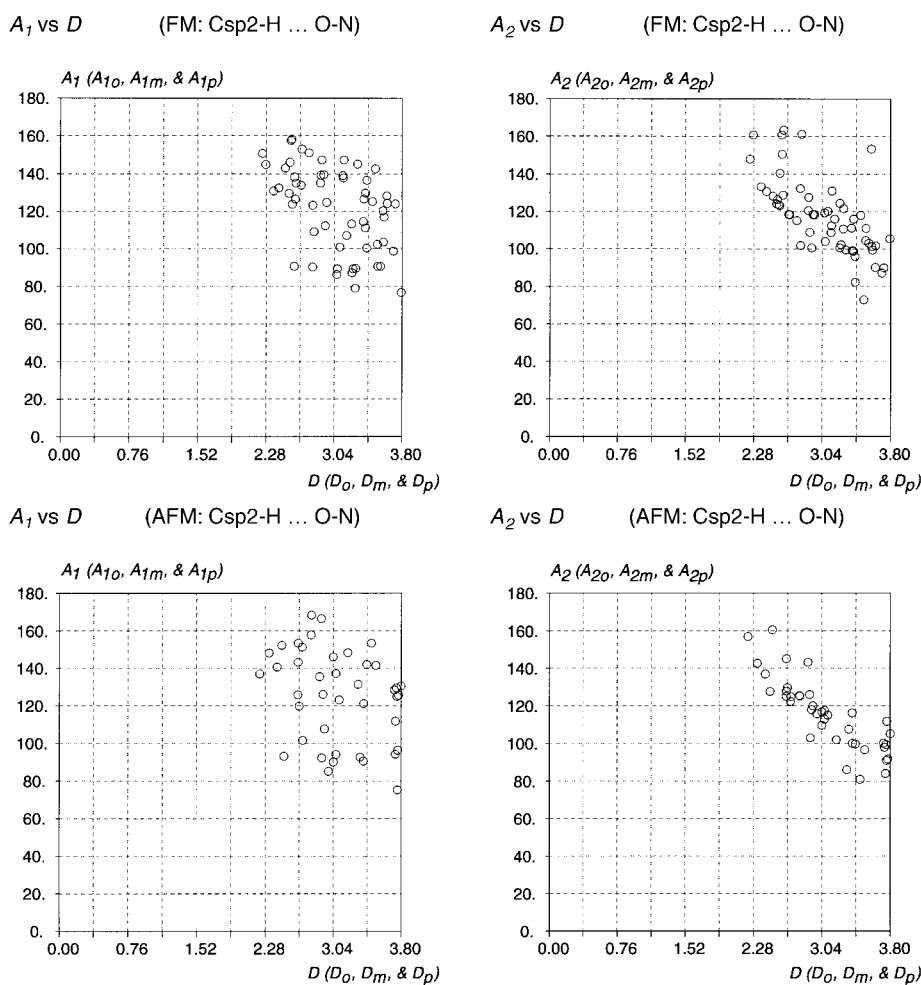 A1 vs D (FM: Csp2-H ... O-N)
A1 (A1o, A1m, & A1p)
180.
160.
140.
120.
100.
80.
60.
40.
20.
0.
0.00 0.76 1.52 2.28 3.04 3.80
D (Do, Dm, & Dp)
A2 vs D (FM: Csp2-H ... O-N)
A2 (A2o, A2m, & A2p)
180.
160.
140.
120.
100.
80.
60.
40.
20.
0.
0.00 0.76 1.52 2.28 3.04 3.80
D (Do, Dm, & Dp)
A1 vs D (AFM: Csp2-H ... O-N)
A1 (A1o, A1m, & A1p)
180.
160.
140.
120.
100.
80.
60.
40.
20.
0.
0.00 0.76 1.52 2.28 3.04 3.80
D (Do, Dm, & Dp)
A2 vs D (AFM: Csp2-H ... O-N)
A2 (A2o, A2m, & A2p)
180.
160.
140.
120.
100.
80.
60.
40.
20.
0.
0.00 0.76 1.52 2.28 3.04 3.80
D (Do, Dm, & Dp)